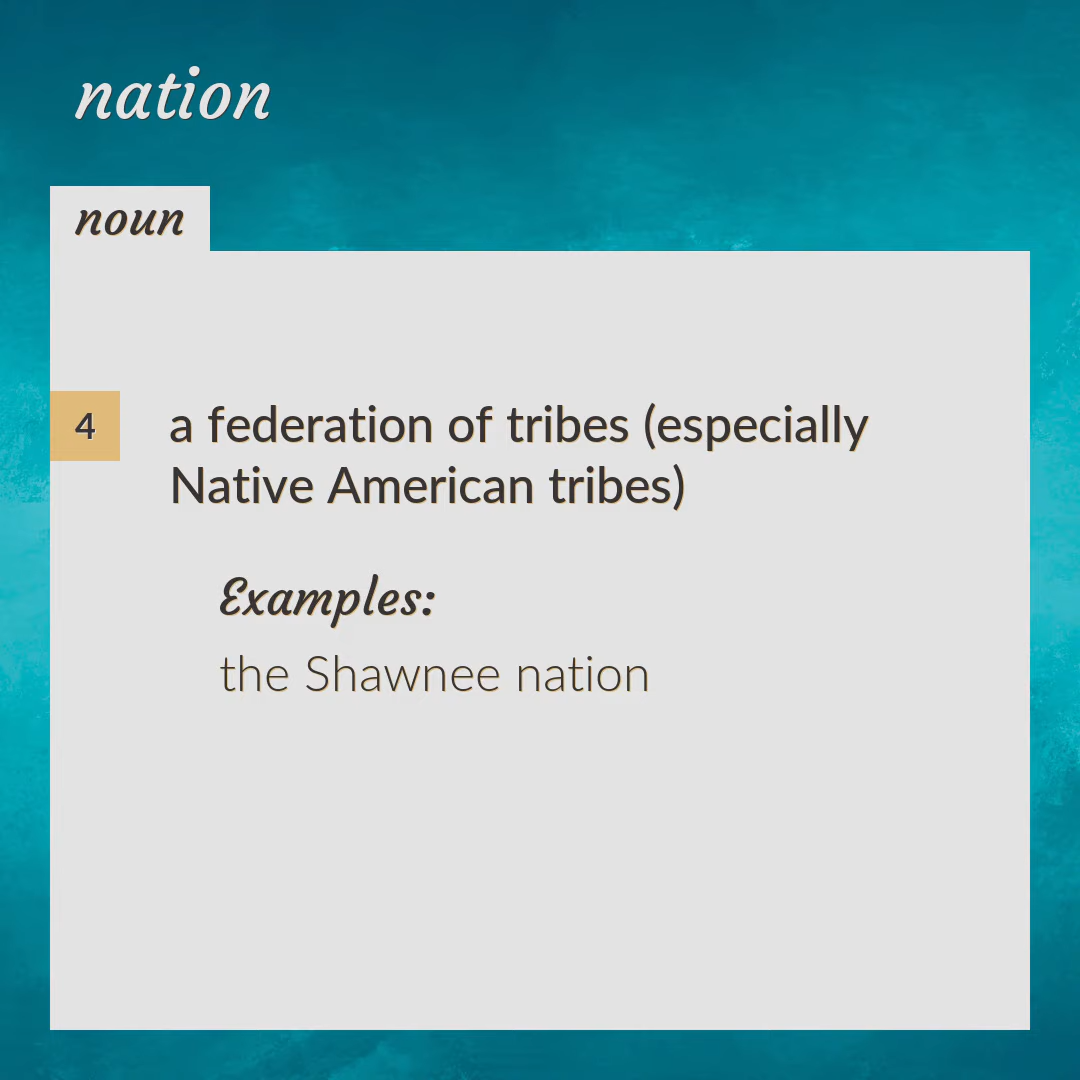 nation
noun
4
a federation of tribes (especially
Native American tribes)
Examples:
the Shawnee nation